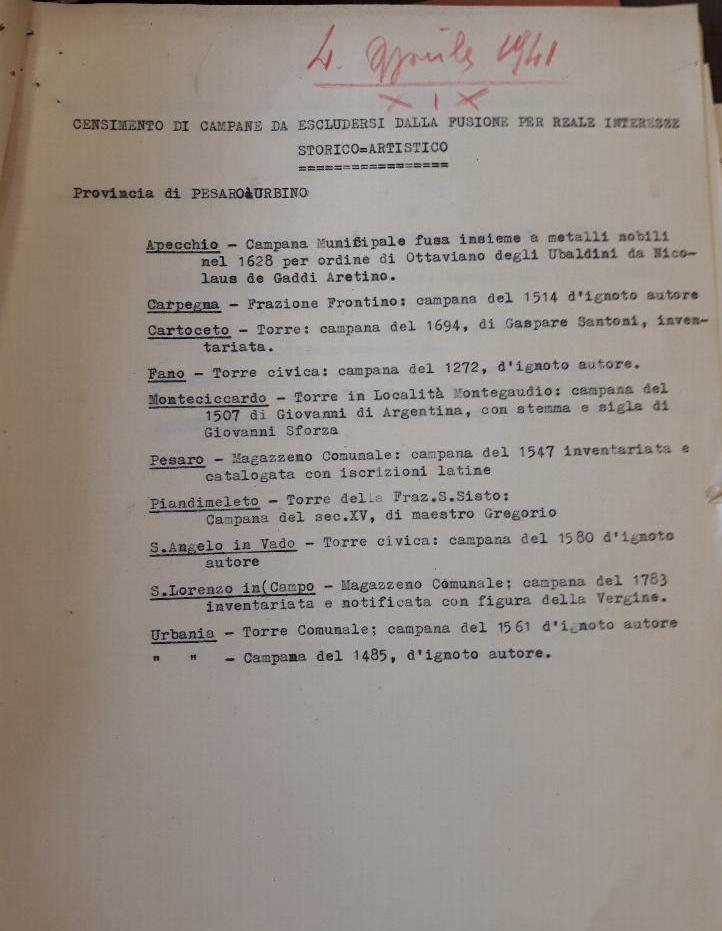 4. Aprile 1941
XIX
CENSIMENTO DI CAMPANE DA ESCLUDERSI DALLA FUSIONE PER REALE INTERESSE
STORICO=ARTISTICO
==================
Provincia di PESARO URBINO
Apecchio - Campana Munifipale fusa insieme a metalli nobili
nel 1628 per ordine di Ottaviano degli Ubaldini da Nico-
laus de Gaddi Aretino.
Carpegna - Frazione Frontino: campana del 1514 d'ignoto autore
Cartoceto - Torre: campana del 1694, di Gaspare Santoni, inven-
tariata.
Fano - Torre civica: campana del 1272, d'ignoto autore.
Monteciccardo - Torre in Località Montegaudio: campana del
1507 di Giovanni di Argentina, con stemma e sigla di
Giovanni Sforza
Pesaro - Magazzeno Comunale: campana del 1547 inventariata e
catalogata con iscrizioni latine
Piandimeleto - Torre della Fraz.S.Sisto:
Campana del sec.XV, di maestro Gregorio
S.Angelo in Vado - Torre civica: campana del 1580 d'ignoto
autore
S.Lorenzo in(Campo - Magazzeno Comunale; campana del 1783
inventariata e notificata con figura della Vergine.
Urbania - Torre Comunale; campana del 1561 d'ignoto autore
" " - Campana del 1485, d'ignoto autore.